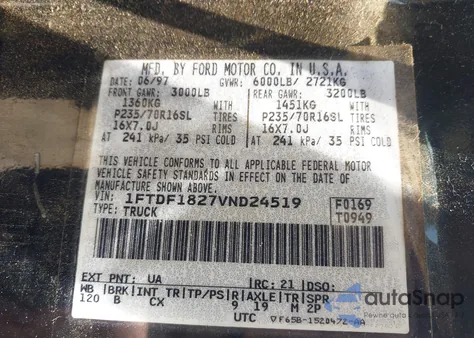 MFD. BY FORD MOTOR CO. IN U.S.A.
DATE: 06/97 GVWR: 6000LB/ 2721KG
FRONT GAWR: 3000LB REAR GAWR: 3200LB
1360KG WITH 1451KG WITH
P235/70R16SL TIRES P235/70R16SL TIRES
16X7.0J RIMS 16X7.0J RIMS
AT 241 kPa/ 35 PSI COLD AT 241 kPa/ 35 PSI COLD
THIS VEHICLE CONFORMS TO ALL APPLICABLE FEDERAL MOTOR
VEHICLE SAFETY STANDARDS IN EFFECT ON THE DATE OF
MANUFACTURE SHOWN ABOVE.
VIN: 1FTDF1827VND24519 F0169
TYPE: TRUCK T0949
EXT PNT: UA RC: 21 DSO:
WB BRK INT TR TP/PS R AXLE TR SPR
120 B CX 9 19 M 2P
UTC F65B-1520472-AA
autoSnap